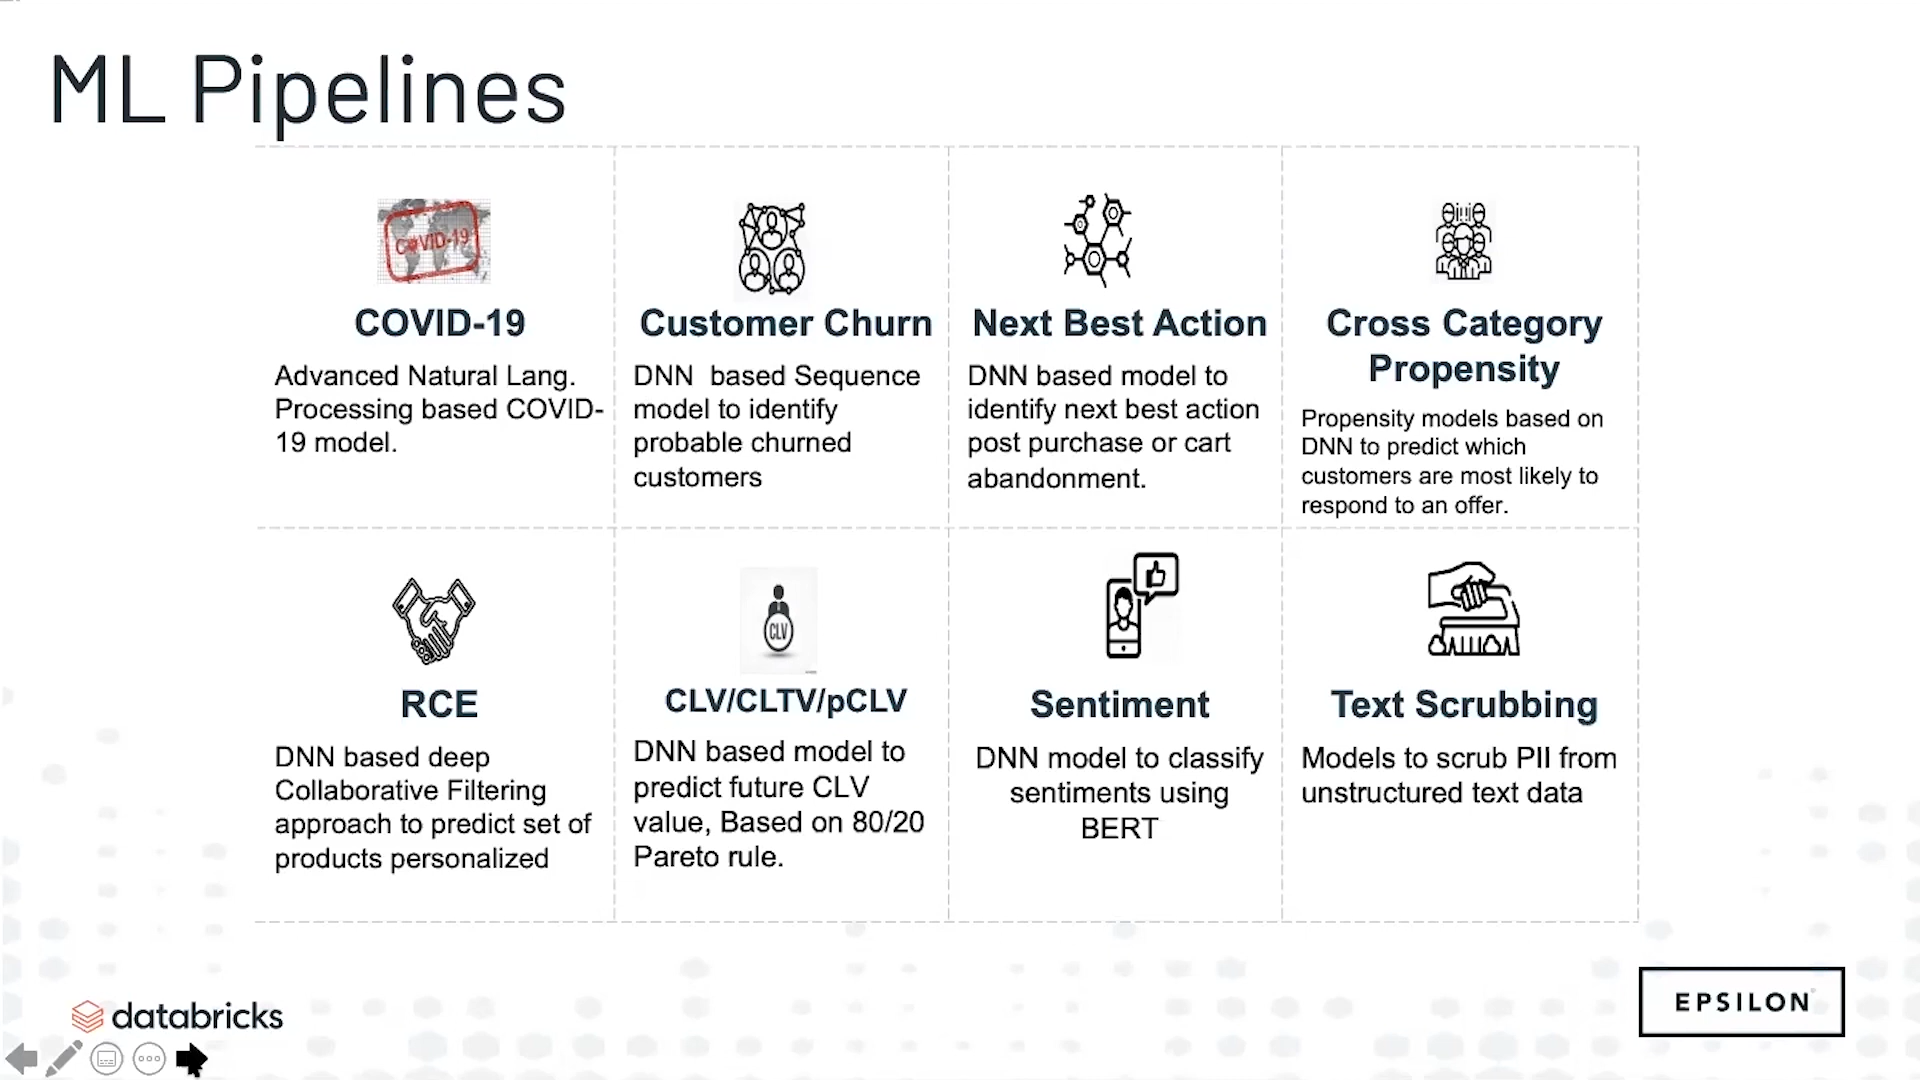 ML Pipelines
COVID-19
COVID-19
Advanced Natural Lang.
Processing based COVID-
19 model.
Customer Churn
DNN  based Sequence
model to identify
probable churned
customers
Next Best Action
DNN based model to
identify next best action
post purchase or cart
abandonment.
Cross Category
Propensity
Propensity models based on
DNN to predict which
customers are most likely to
respond to an offer.
RCE
DNN based deep
Collaborative Filtering
approach to predict set of
products personalized
CLV
CLV/CLTV/pCLV
DNN based model to
predict future CLV
value, Based on 80/20
Pareto rule.
Sentiment
DNN model to classify
sentiments using
BERT
Text Scrubbing
Models to scrub PII from
unstructured text data
databricks
EPSILON